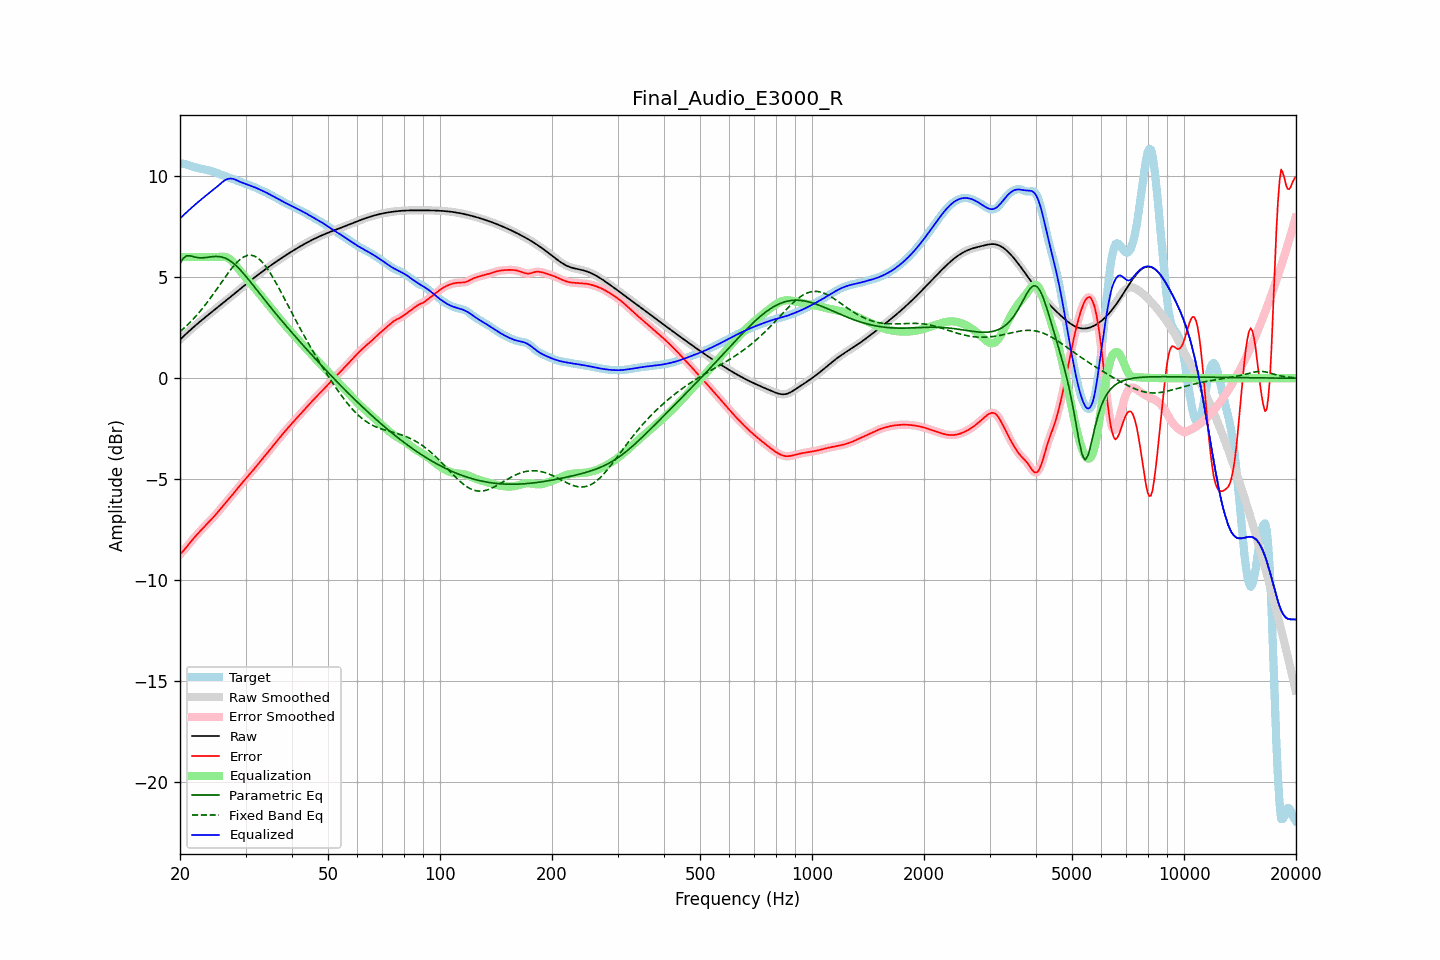 Final_Audio_E3000_R
10
5
0
−5
−10
−15
−20
Amplitude (dBr)
Target
Raw Smoothed
Error Smoothed
Raw
Error
Equalization
Parametric Eq
Fixed Band Eq
Equalized
20 50 100 200 500 1000 2000 5000 10000 20000
Frequency (Hz)